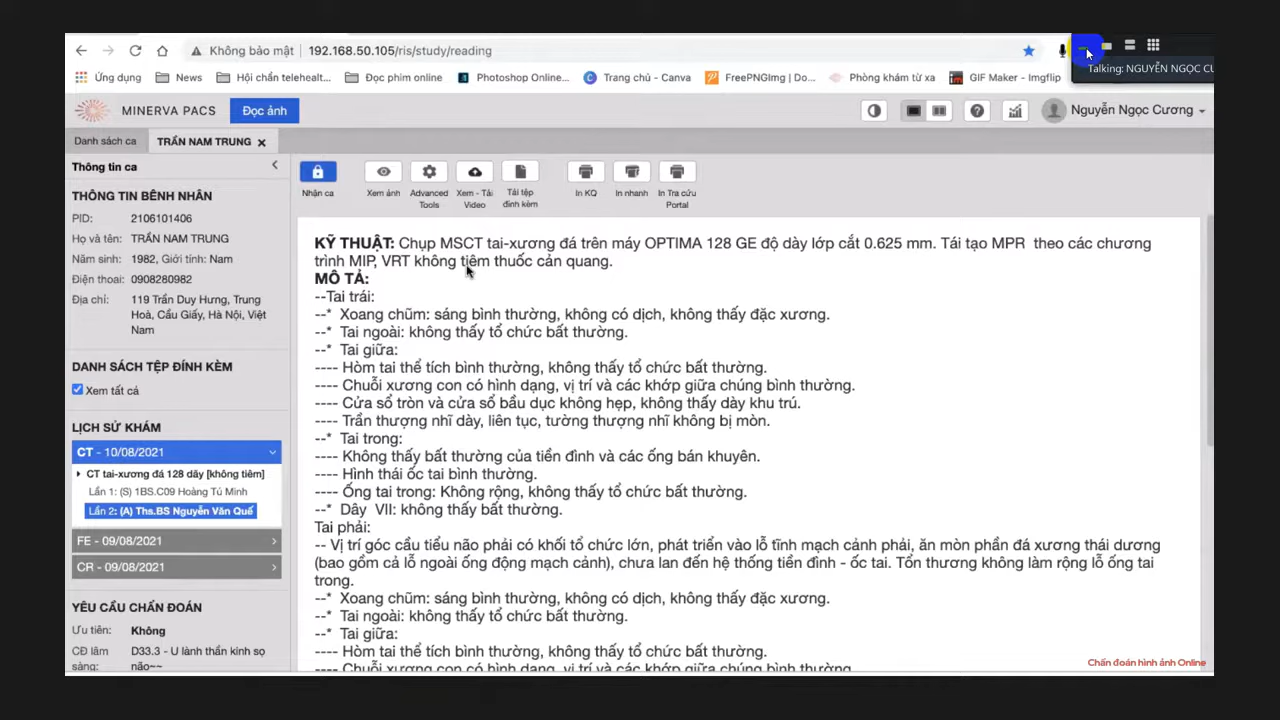 Không bảo mật 192.168.50.105/ris/study/reading
Talking: NGUYỄN NGỌC CƯ
Ứng dụng News Hội chẩn telehealt... Đọc phim online Photoshop Online... Trang chủ - Canva FreePNGImg | Do... Phòng khám từ xa GIF Maker - Imgflip
MINERVA PACS Đọc ảnh Nguyễn Ngọc Cương
Danh sách ca TRẦN NAM TRUNG
Thông tin ca
THÔNG TIN BỆNH NHÂN
PID: 2106101406
Họ và tên: TRẦN NAM TRUNG
Năm sinh: 1982, Giới tính: Nam
Điện thoại: 0908280982
Địa chỉ: 119 Trần Duy Hưng, Trung
Hoà, Cầu Giấy, Hà Nội, Việt
Nam
DANH SÁCH TỆP ĐÍNH KÈM
Xem tất cả
LỊCH SỬ KHÁM
CT - 10/08/2021
CT tai-xương đá 128 dãy [không tiêm]
Lần 1: (S) 1BS.C09 Hoàng Tú Minh
Lần 2: (A) Ths.BS Nguyễn Văn Quế
FE - 09/08/2021
CR - 09/08/2021
YÊU CẦU CHẨN ĐOÁN
Ưu tiên: Không
CĐ lâm D33.3 - U lành thần kinh sọ
sàng: não~~
Nhận ca Xem ảnh Advanced Tools Xem - Tải Video Tải tệp đính kèm In KQ In nhanh In Tra cứu Portal
KỸ THUẬT: Chụp MSCT tai-xương đá trên máy OPTIMA 128 GE độ dày lớp cắt 0.625 mm. Tái tạo MPR theo các chương
trình MIP, VRT không tiêm thuốc cản quang.
MÔ TẢ:
--Tai trái:
--* Xoang chũm: sáng bình thường, không có dịch, không thấy đặc xương.
--* Tai ngoài: không thấy tổ chức bất thường.
--* Tai giữa:
---- Hòm tai thể tích bình thường, không thấy tổ chức bất thường.
---- Chuỗi xương con có hình dạng, vị trí và các khớp giữa chúng bình thường.
---- Cửa sổ tròn và cửa sổ bầu dục không hẹp, không thấy dày khu trú.
---- Trần thượng nhĩ dày, liên tục, tường thượng nhĩ không bị mòn.
--* Tai trong:
---- Không thấy bất thường của tiền đình và các ống bán khuyên.
---- Hình thái ốc tai bình thường.
---- Ống tai trong: Không rộng, không thấy tổ chức bất thường.
--* Dây VII: không thấy bất thường.
Tai phải:
-- Vị trí góc cầu tiểu não phải có khối tổ chức lớn, phát triển vào lỗ tĩnh mạch cảnh phải, ăn mòn phần đá xương thái dương
(bao gồm cả lỗ ngoài ống động mạch cảnh), chưa lan đến hệ thống tiền đình - ốc tai. Tổn thương không làm rộng lỗ ống tai
trong.
--* Xoang chũm: sáng bình thường, không có dịch, không thấy đặc xương.
--* Tai ngoài: không thấy tổ chức bất thường.
--* Tai giữa:
---- Hòm tai thể tích bình thường, không thấy tổ chức bất thường.
---- Chuỗi xương con có hình dạng, vị trí và các khớp giữa chúng bình thường.
Chẩn đoán hình ảnh Online